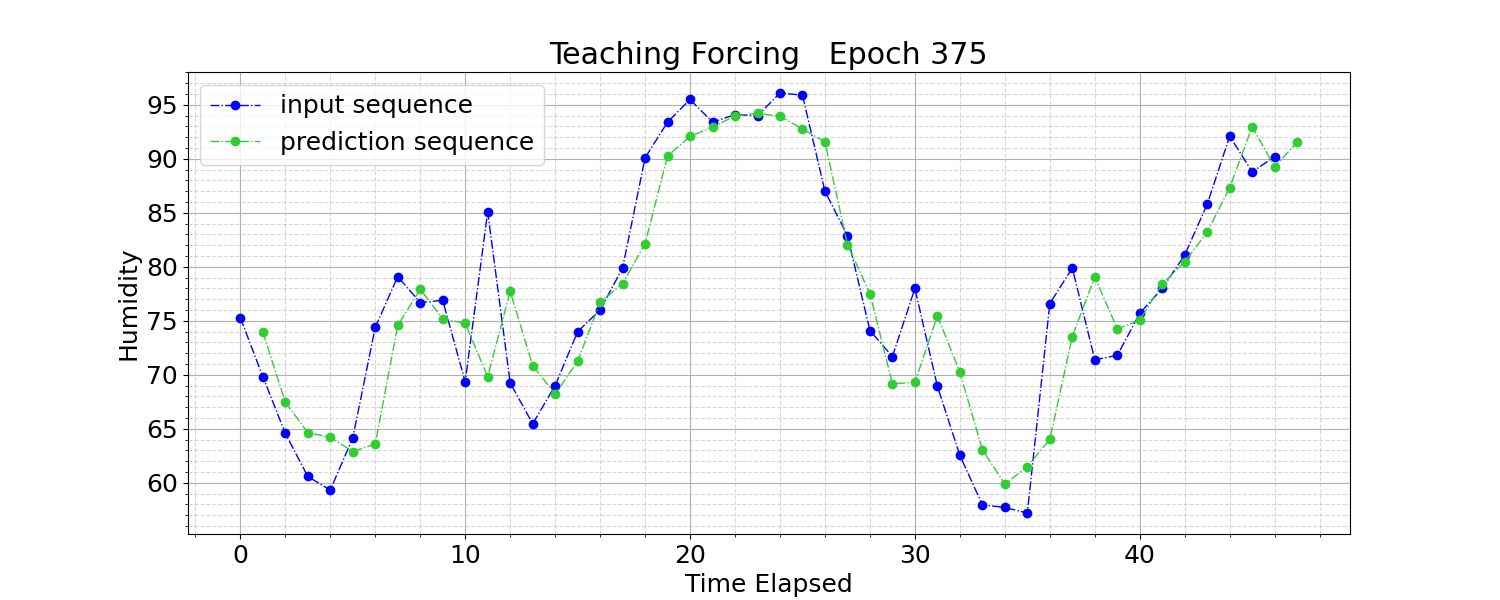 Teaching Forcing   Epoch 375
input sequence
prediction sequence
Humidity
95
90
85
80
75
70
65
60
0 10 20 30 40
Time Elapsed